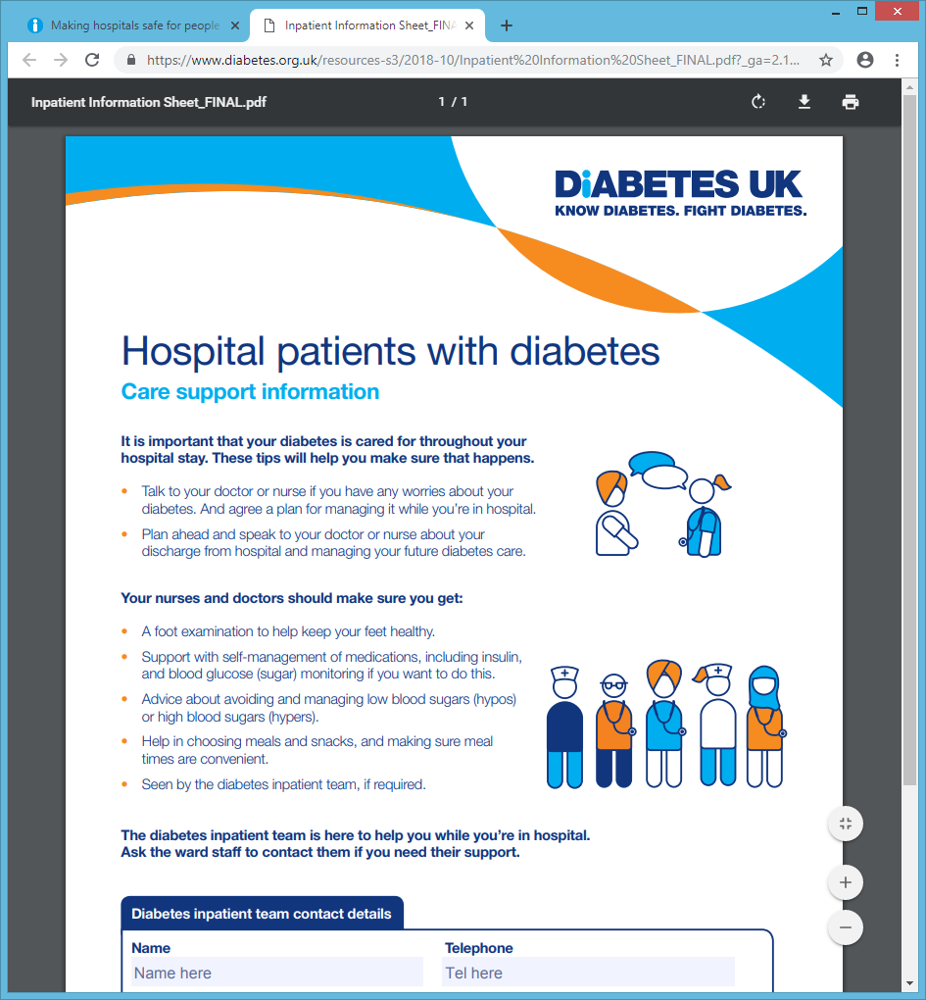 Making hospitals safe for people
Inpatient Information Sheet_FINA
https://www.diabetes.org.uk/resources-s3/2018-10/Inpatient%20Information%20Sheet_FINAL.pdf?_ga=2.1...
Inpatient Information Sheet_FINAL.pdf
1 / 1
DiABETES UK
KNOW DIABETES. FIGHT DIABETES.
Hospital patients with diabetes
Care support information
It is important that your diabetes is cared for throughout your
hospital stay. These tips will help you make sure that happens.
• Talk to your doctor or nurse if you have any worries about your
diabetes. And agree a plan for managing it while you’re in hospital.
• Plan ahead and speak to your doctor or nurse about your
discharge from hospital and managing your future diabetes care.
Your nurses and doctors should make sure you get:
• A foot examination to help keep your feet healthy.
• Support with self-management of medications, including insulin,
and blood glucose (sugar) monitoring if you want to do this.
• Advice about avoiding and managing low blood sugars (hypos)
or high blood sugars (hypers).
• Help in choosing meals and snacks, and making sure meal
times are convenient.
• Seen by the diabetes inpatient team, if required.
The diabetes inpatient team is here to help you while you’re in hospital.
Ask the ward staff to contact them if you need their support.
Diabetes inpatient team contact details
Name
Telephone
Name here
Tel here